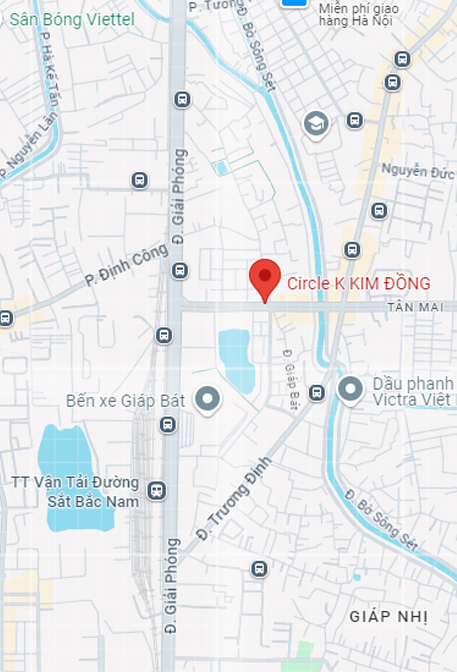 P. Tương
Miễn phí giao
hàng Hà Nội
Sân Bóng Viettel
P. Hà Kế Tấn
Đ. Bờ Sông Sét
P. Nguyễn Lân
Nguyễn Đức
Đ. Giải Phóng
P. Định Công
Circle K KIM ĐỒNG
TÂN MAI
Đ. Giáp Bát
Bến xe Giáp Bát
Dầu phanh
Victra Việt
TT Vận Tải Đường
Sắt Bắc Nam
Đ. Trương Định
Đ. Bờ Sông Sét
Đ. Giải Phóng
GIÁP NHỊ